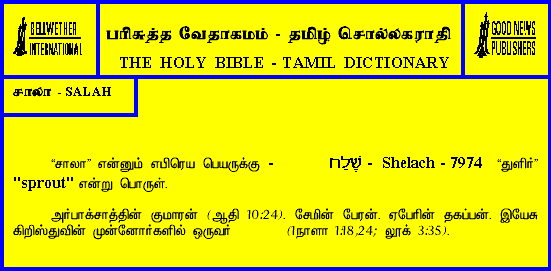 BELLWETHER
INTERNATIONAL
பரிசுத்த வேதாகமம் - தமிழ் சொல்லகராதி
THE HOLY BIBLE - TAMIL DICTIONARY
GOOD NEWS
PUBLISHERS
சாலா - SALAH
“சாலா” என்னும் எபிரெய பெயருக்கு - שֶׁלַח - Shelach - 7974 “துளிர்”
"sprout" என்று பொருள்.
அர்பாக்சாத்தின் குமாரன் (ஆதி 10:24). சேமின் பேரன். ஏபேரின் தகப்பன். இயேசு
கிறிஸ்துவின் முன்னோர்களில் ஒருவர் (1நாளா 1:18,24; லூக் 3:35).